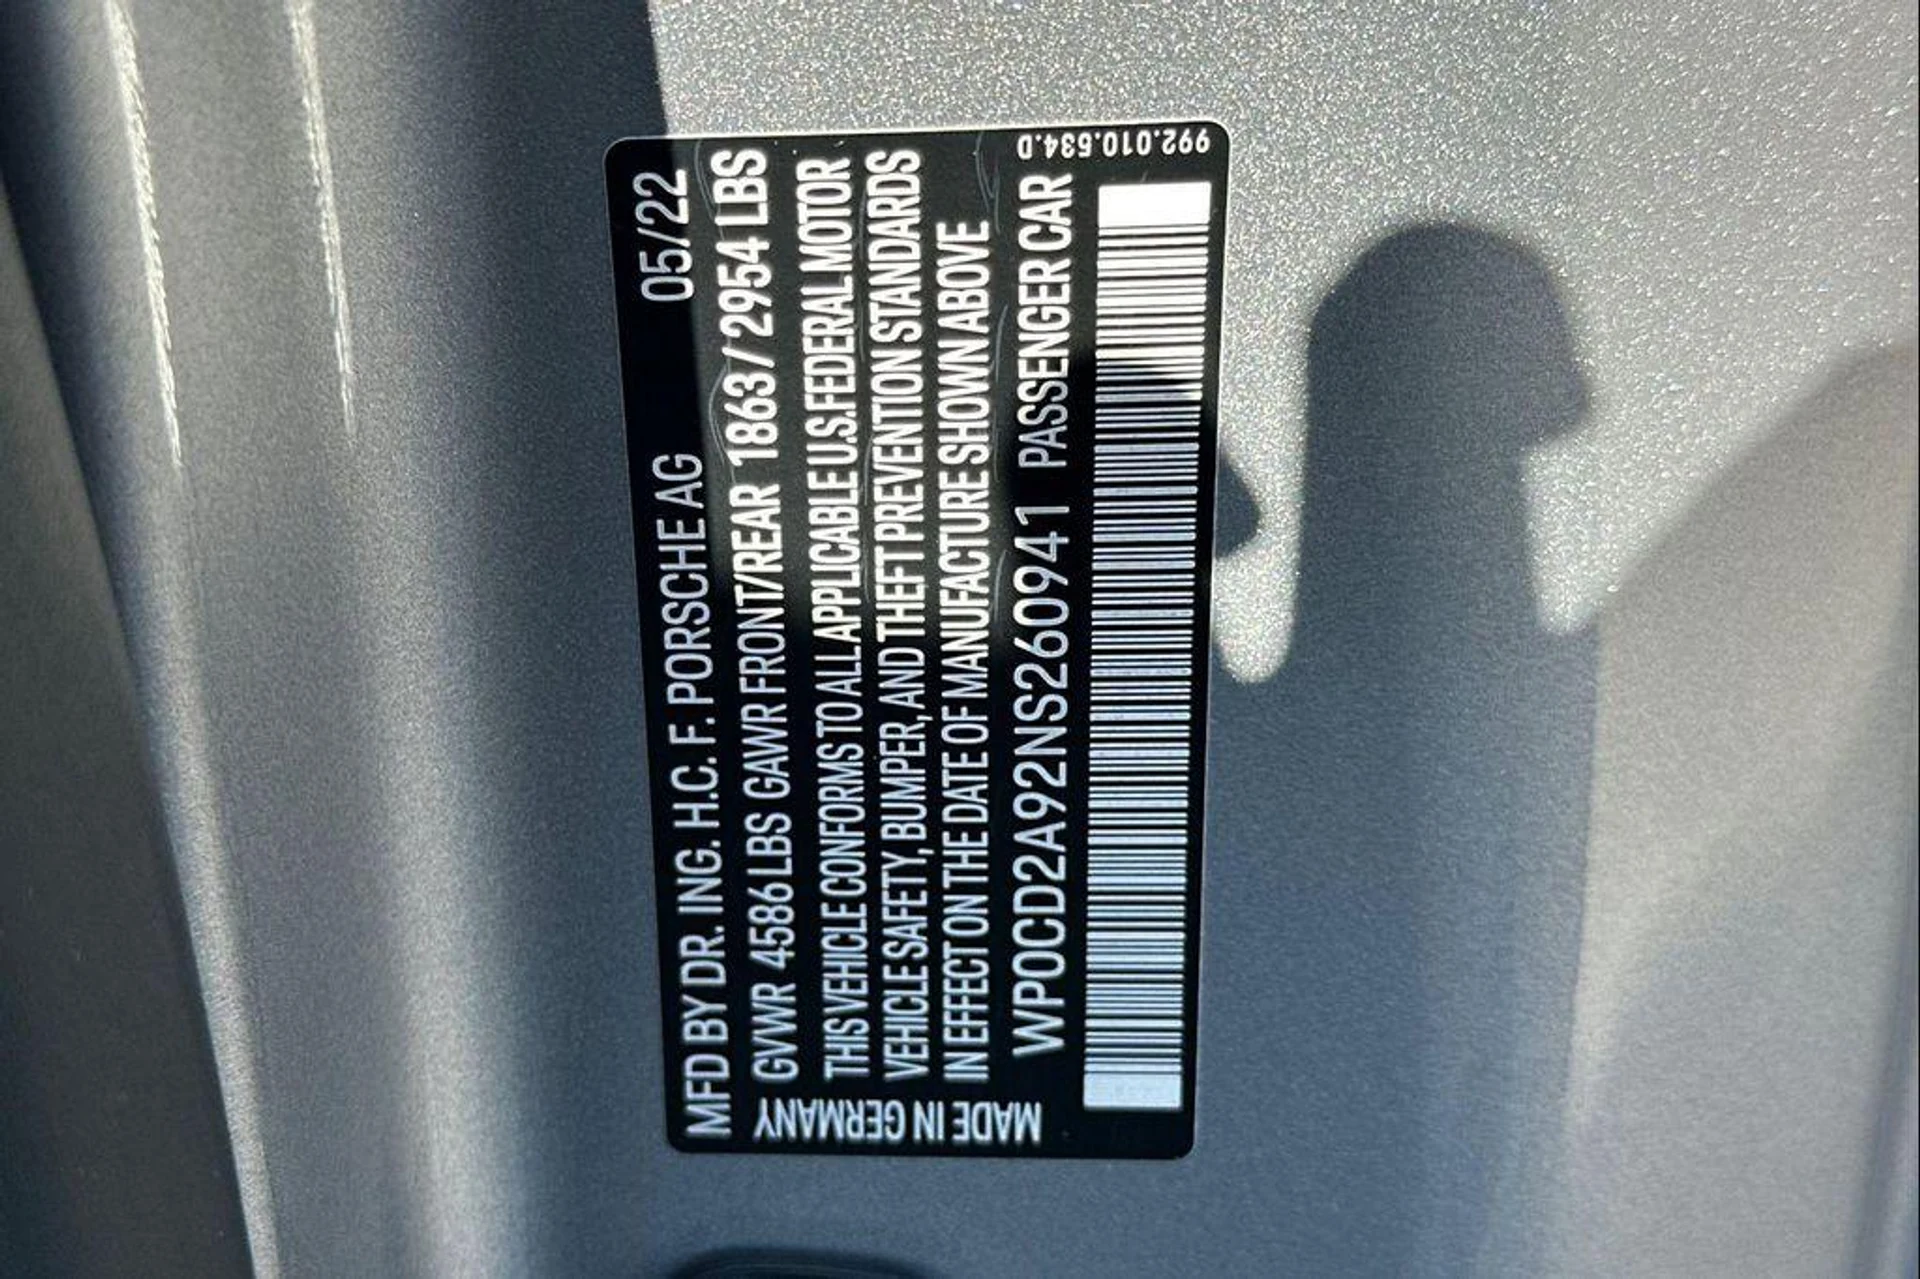 MFD BY DR. ING. H.C. F. PORSCHE AG 05/22
GVWR 4586 LBS GAWR FRONT/REAR 1863/2954 LBS
THIS VEHICLE CONFORMS TO ALL APPLICABLE U.S. FEDERAL MOTOR
VEHICLE SAFETY, BUMPER, AND THEFT PREVENTION STANDARDS
IN EFFECT ON THE DATE OF MANUFACTURE SHOWN ABOVE
WP0CD2A92NS260941 PASSENGER CAR
MADE IN GERMANY
992.010.534.D